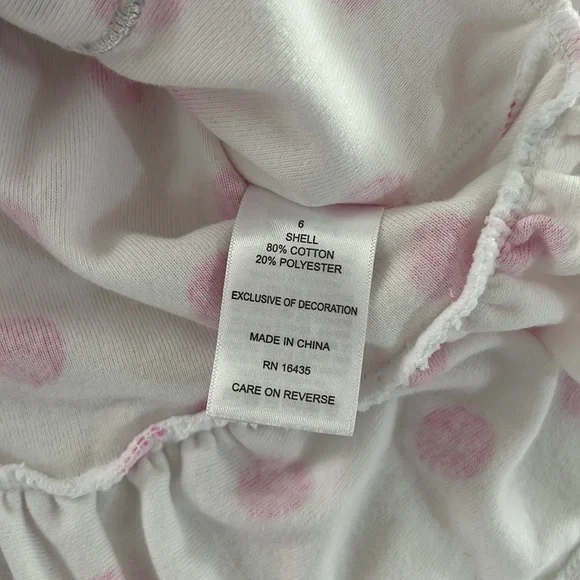 6
SHELL
80% COTTON
20% POLYESTER
EXCLUSIVE OF DECORATION
MADE IN CHINA
RN 16435
CARE ON REVERSE